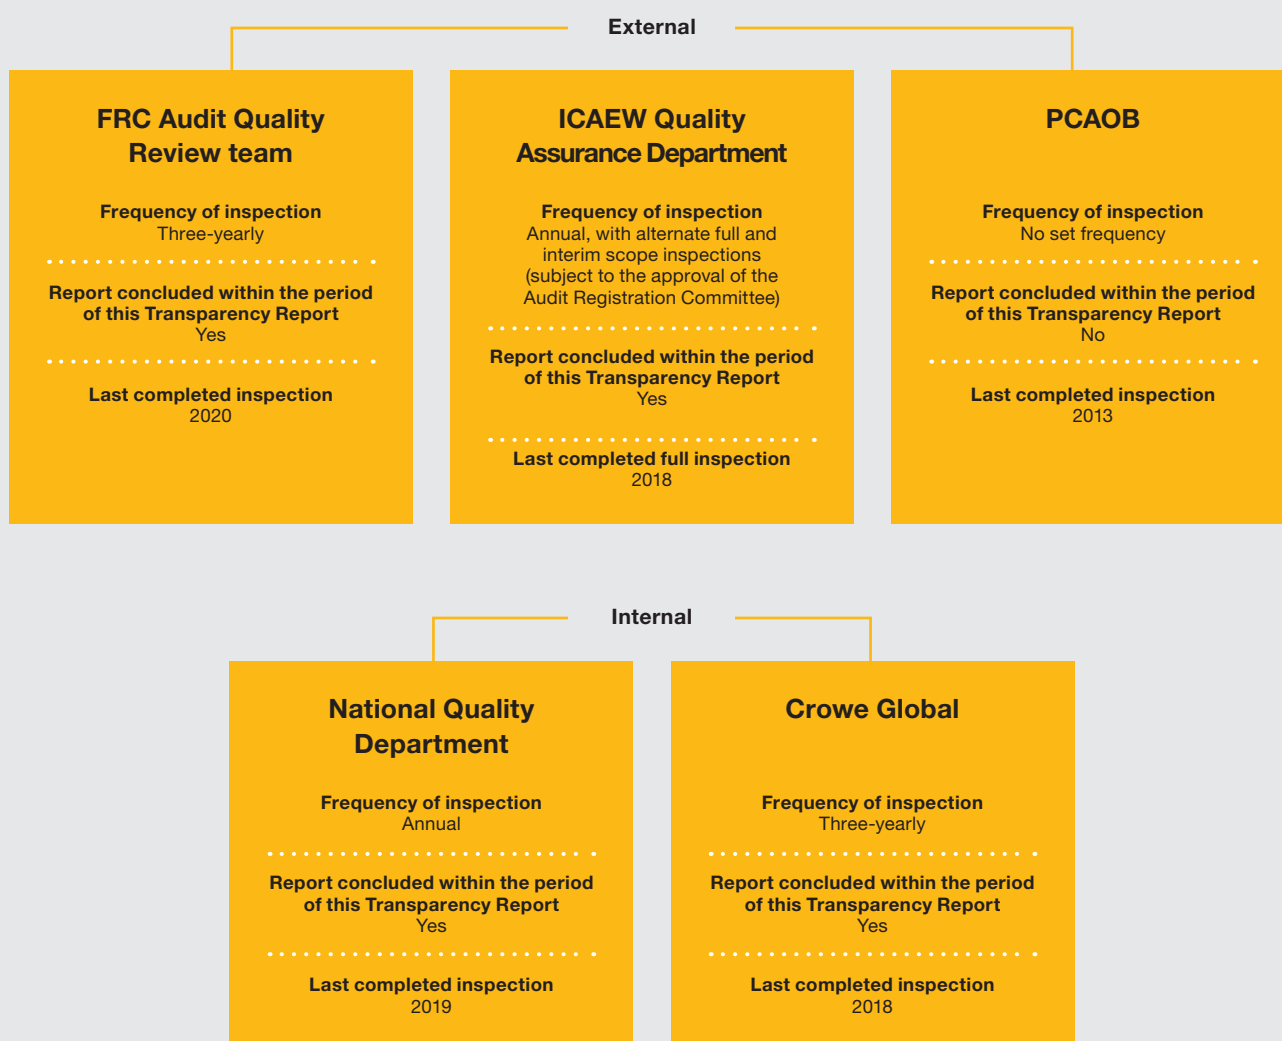 External
FRC Audit Quality
Review team
Frequency of inspection
Three-yearly
Report concluded within the period
of this Transparency Report
Yes
Last completed inspection
2020
ICAEW Quality
Assurance Department
Frequency of inspection
Annual, with alternate full and
interim scope inspections
(subject to the approval of the
Audit Registration Committee)
Report concluded within the period
of this Transparency Report
Yes
Last completed full inspection
2018
PCAOB
Frequency of inspection
No set frequency
Report concluded within the period
of this Transparency Report
No
Last completed inspection
2013
Internal
National Quality
Department
Frequency of inspection
Annual
Report concluded within the period
of this Transparency Report
Yes
Last completed inspection
2019
Crowe Global
Frequency of inspection
Three-yearly
Report concluded within the period
of this Transparency Report
Yes
Last completed inspection
2018